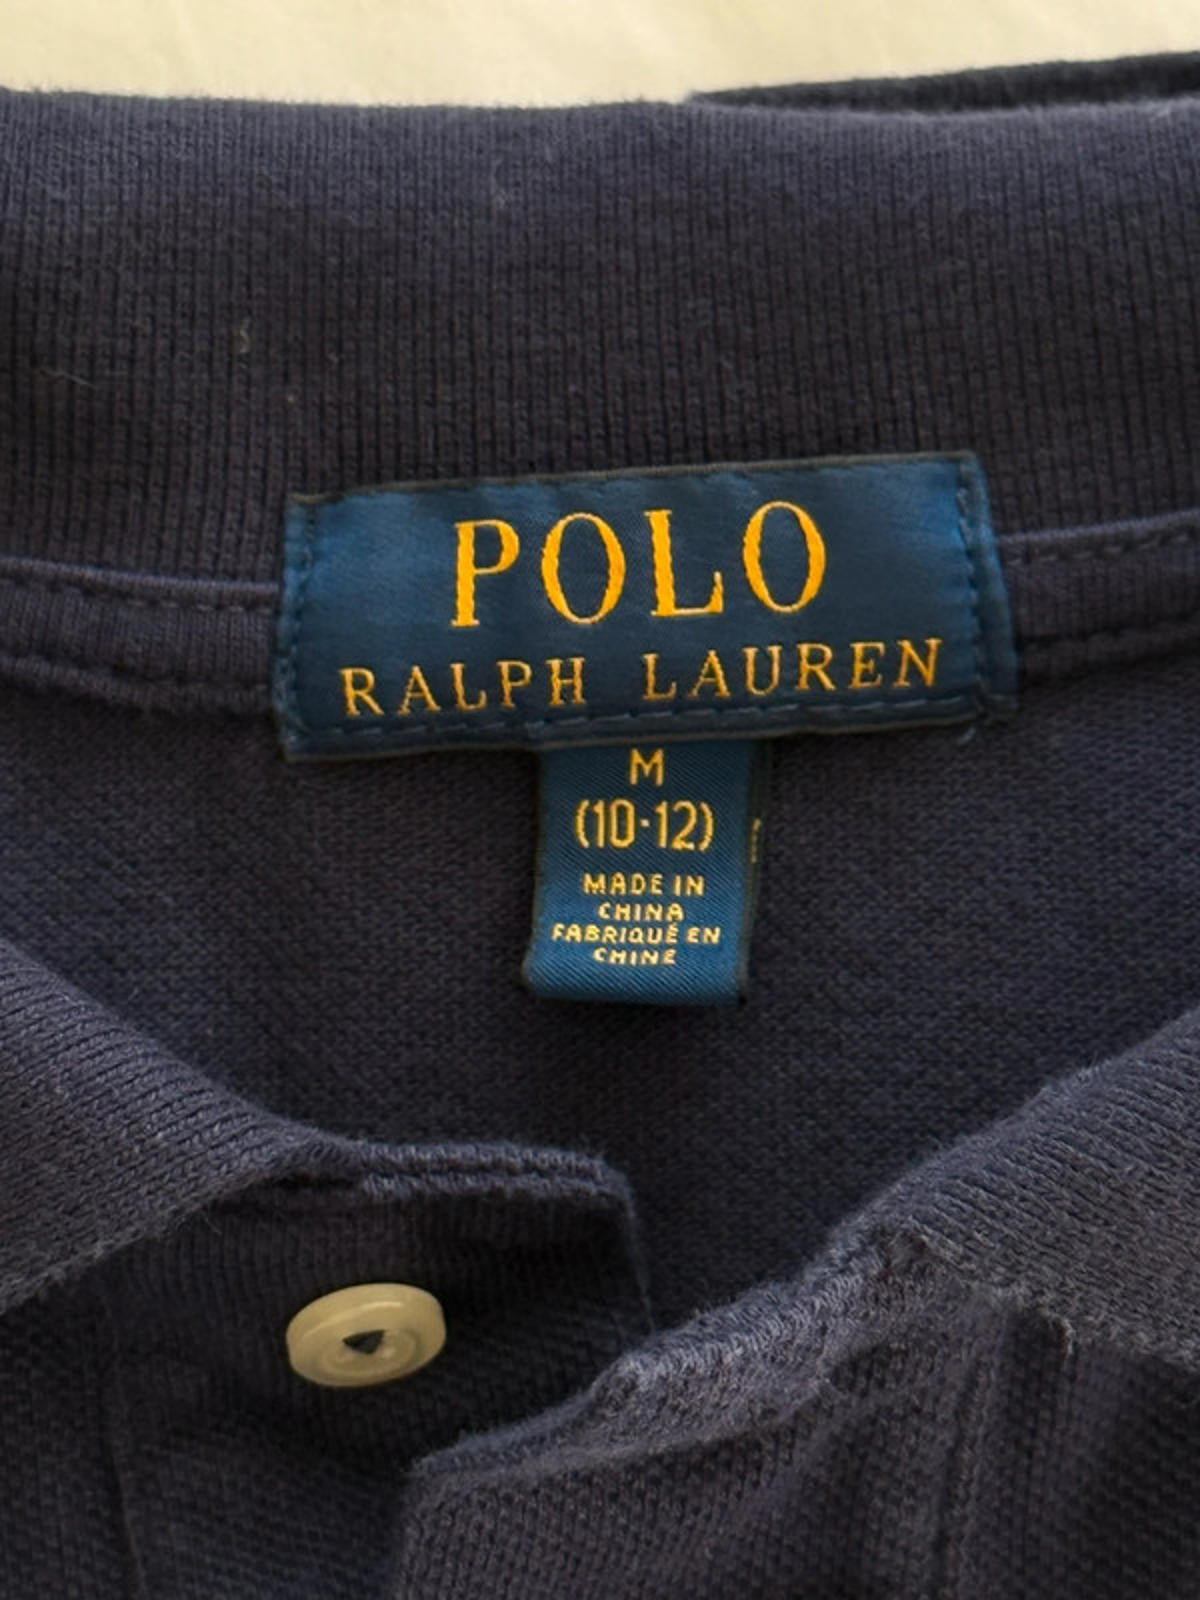 POLO
RALPH LAUREN
M
(10-12)
MADE IN
CHINA
FABRIQUÉ EN
CHINE